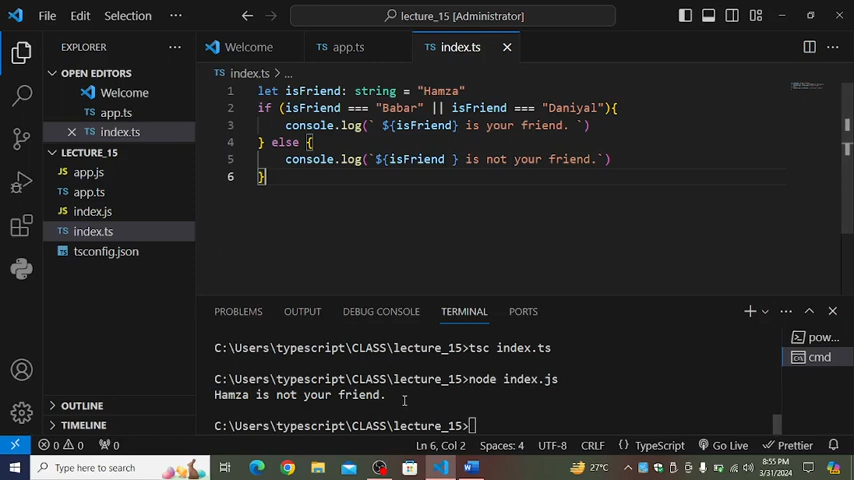 File Edit Selection ··· lecture_15 [Administrator]
EXPLORER ···
OPEN EDITORS
Welcome
TS app.ts
TS index.ts
LECTURE_15
JS app.js
TS app.ts
JS index.js
TS index.ts
tsconfig.json
OUTLINE
TIMELINE
Welcome TS app.ts TS index.ts
TS index.ts > ...
1 let isFriend: string = "Hamza"
2 if (isFriend === "Babar" || isFriend === "Daniyal"){
3 console.log(` ${isFriend} is your friend. `)
4 } else {
5 console.log(`${isFriend } is not your friend.`)
6 }
PROBLEMS OUTPUT DEBUG CONSOLE TERMINAL PORTS
C:\Users\typescript\CLASS\lecture_15>tsc index.ts
C:\Users\typescript\CLASS\lecture_15>node index.js
Hamza is not your friend.
C:\Users\typescript\CLASS\lecture_15>
pow...
cmd
0 0 0 Ln 6, Col 2 Spaces: 4 UTF-8 CRLF {} TypeScript Go Live Prettier
Type here to search 27°C 8:55 PM
3/31/2024